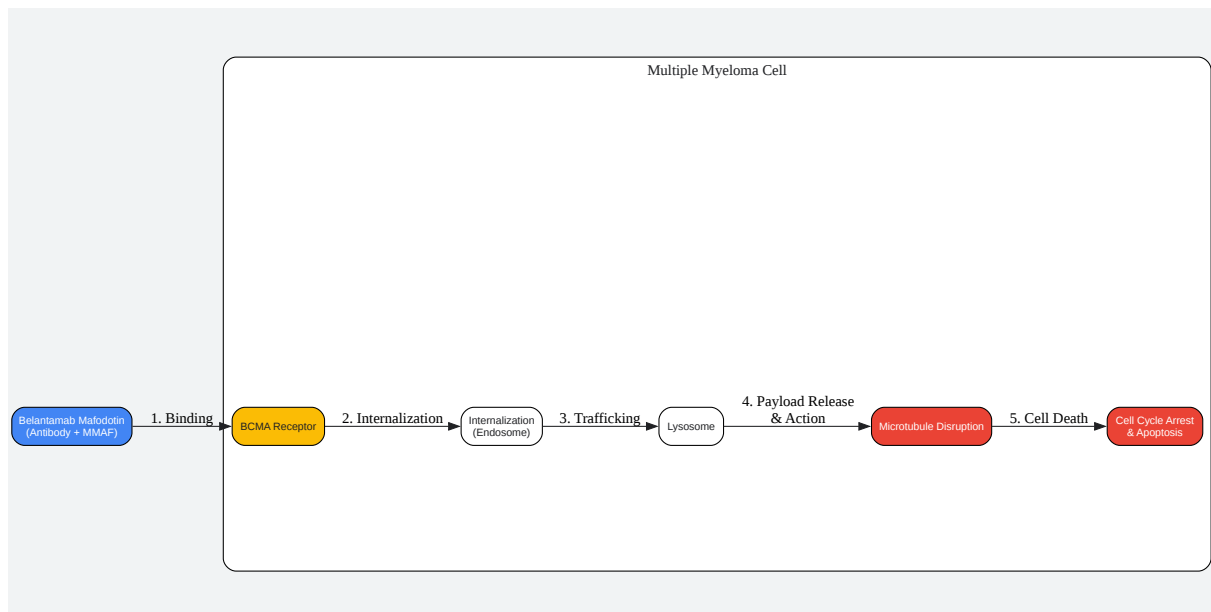 Multiple Myeloma Cell
Belantamab Mafodotin
(Antibody + MMAF)
1. Binding
BCMA Receptor
2. Internalization
Internalization
(Endosome)
3. Trafficking
Lysosome
4. Payload Release
& Action
Microtubule Disruption
5. Cell Death
Cell Cycle Arrest
& Apoptosis